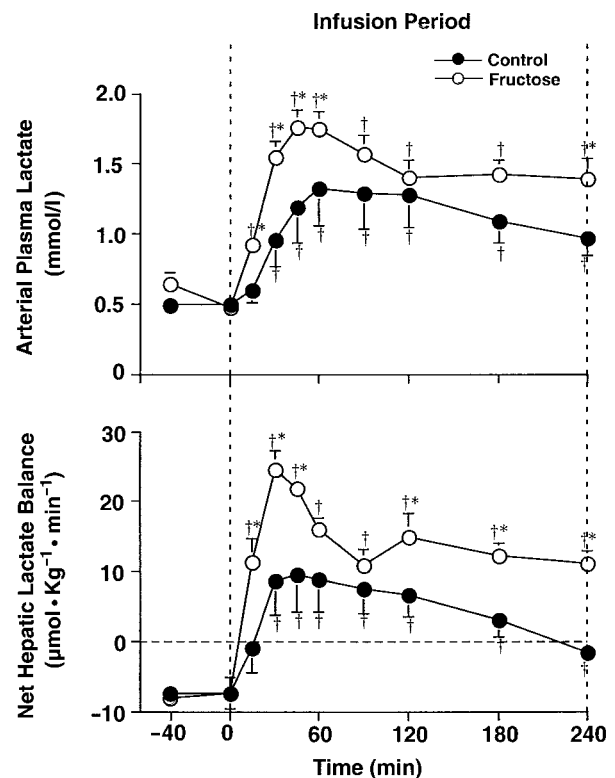 Infusion Period
Control
Fructose
Arterial Plasma Lactate
(mmol/l)
2.0
1.5
1.0
0.5
0
†* †*
†* † † † †*
†*
† † † † † † †
Net Hepatic Lactate Balance
(µmol•Kg⁻¹•min⁻¹)
30
20
10
0
−10
†*
†*
†* † † †* †* †*
† † † † † † †
−40 0 60 120 180 240
Time (min)